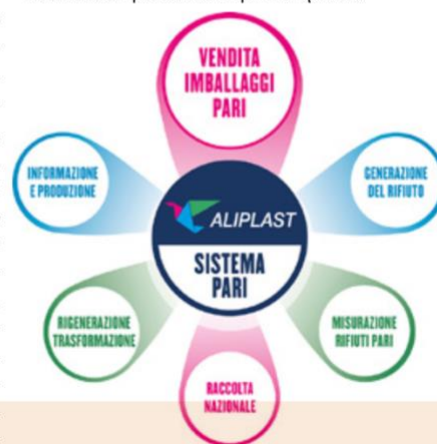 VENDITA
IMBALLAGGI
PARI
INFORMAZIONE
E PRODUZIONE
GENERAZIONE
DEL RIFIUTO
ALIPLAST
SISTEMA
PARI
RIGENERAZIONE
TRASFORMAZIONE
MISURAZIONE
RIFIUTI PARI
RACCOLTA
NAZIONALE